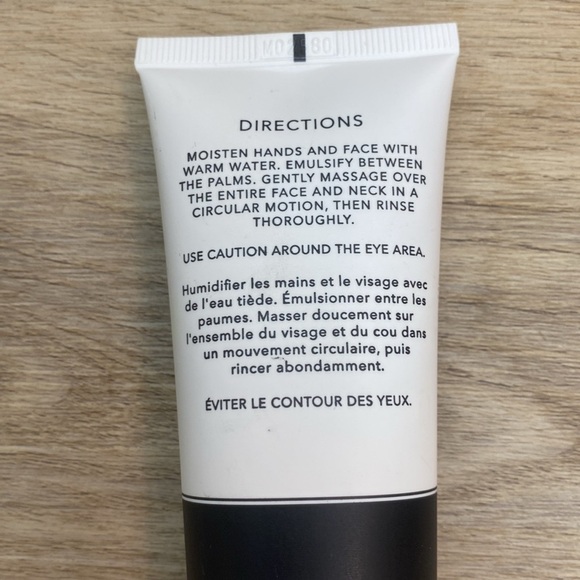 DIRECTIONS
MOISTEN HANDS AND FACE WITH
WARM WATER. EMULSIFY BETWEEN
THE PALMS. GENTLY MASSAGE OVER
THE ENTIRE FACE AND NECK IN A
CIRCULAR MOTION, THEN RINSE
THOROUGHLY.
USE CAUTION AROUND THE EYE AREA.
Humidifier les mains et le visage avec
de l'eau tiède. Émulsionner entre les
paumes. Masser doucement sur
l'ensemble du visage et du cou dans
un mouvement circulaire, puis
rincer abondamment.
ÉVITER LE CONTOUR DES YEUX.